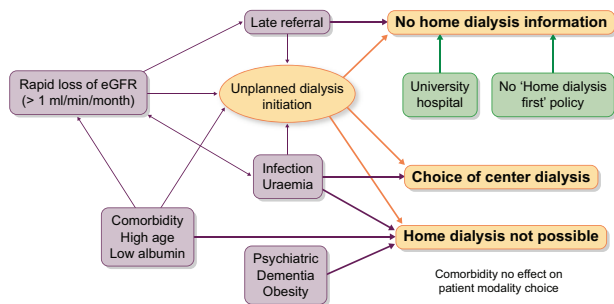 Late referral
No home dialysis information
Rapid loss of eGFR
(> 1 ml/min/month)
Unplanned dialysis
initiation
University
hospital
No ‘Home dialysis
first’ policy
Infection
Uraemia
Choice of center dialysis
Comorbidity
High age
Low albumin
Home dialysis not possible
Psychiatric
Dementia
Obesity
Comorbidity no effect on
patient modality choice